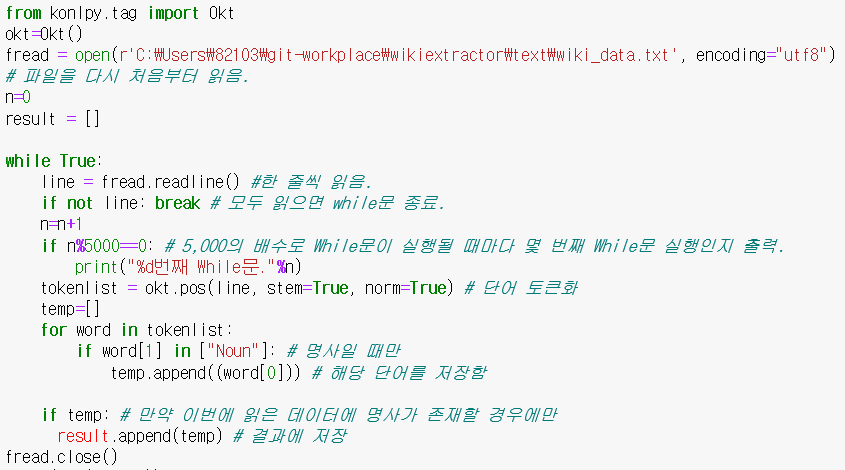 from konlpy.tag import Okt
okt=Okt()
fread = open(r'C:₩Users₩82103₩git-workplace₩wikiextractor₩text₩wiki_data.txt', encoding="utf8")
# 파일을 다시 처음부터 읽음.
n=0
result = []

while True:
    line = fread.readline() #한 줄씩 읽음.
    if not line: break # 모두 읽으면 while문 종료.
    n=n+1
    if n%5000==0: # 5,000의 배수로 While문이 실행될 때마다 몇 번째 While문 실행인지 출력.
        print("%d번째 While문."%n)
    tokenlist = okt.pos(line, stem=True, norm=True) # 단어 토큰화
    temp=[]
    for word in tokenlist:
        if word[1] in ["Noun"]: # 명사일 때만
            temp.append((word[0])) # 해당 단어를 저장함

    if temp: # 만약 이번에 읽은 데이터에 명사가 존재할 경우에만
      result.append(temp) # 결과에 저장
fread.close()